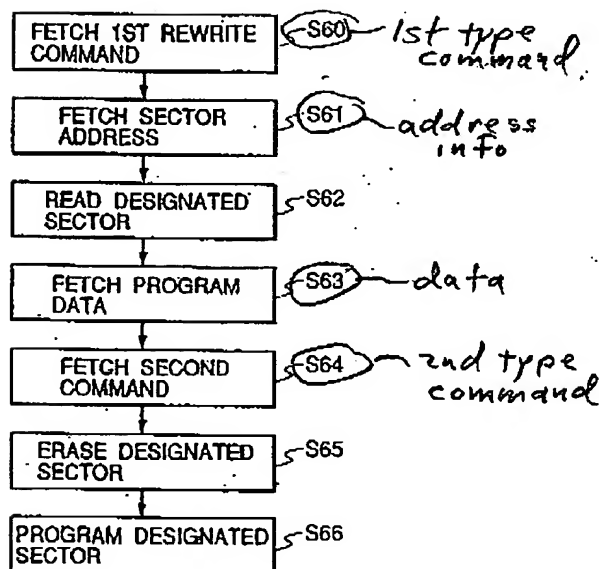 FETCH 1ST REWRITE
COMMAND
S60
1st type
command.
FETCH SECTOR
ADDRESS
S61
address
info
READ DESIGNATED
SECTOR
S62
FETCH PROGRAM
DATA
S63
data
FETCH SECOND
COMMAND
S64
2nd type
command
ERASE DESIGNATED
SECTOR
S65
PROGRAM DESIGNATED
SECTOR
S66